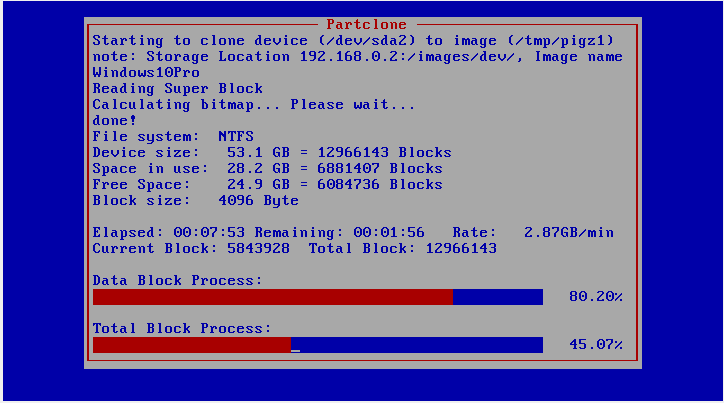 Partclone
Starting to clone device (/dev/sda2) to image (/tmp/pigz1)
note: Storage Location 192.168.0.2:/images/dev/, Image name
Windows10Pro
Reading Super Block
Calculating bitmap... Please wait...
done!
File system:  NTFS
Device size:   53.1 GB = 12966143 Blocks
Space in use:  28.2 GB = 6881407 Blocks
Free Space:    24.9 GB = 6084736 Blocks
Block size:   4096 Byte
Elapsed: 00:07:53 Remaining: 00:01:56   Rate:   2.87GB/min
Current Block: 5843928  Total Block: 12966143
Data Block Process:
80.20%
Total Block Process:
45.07%